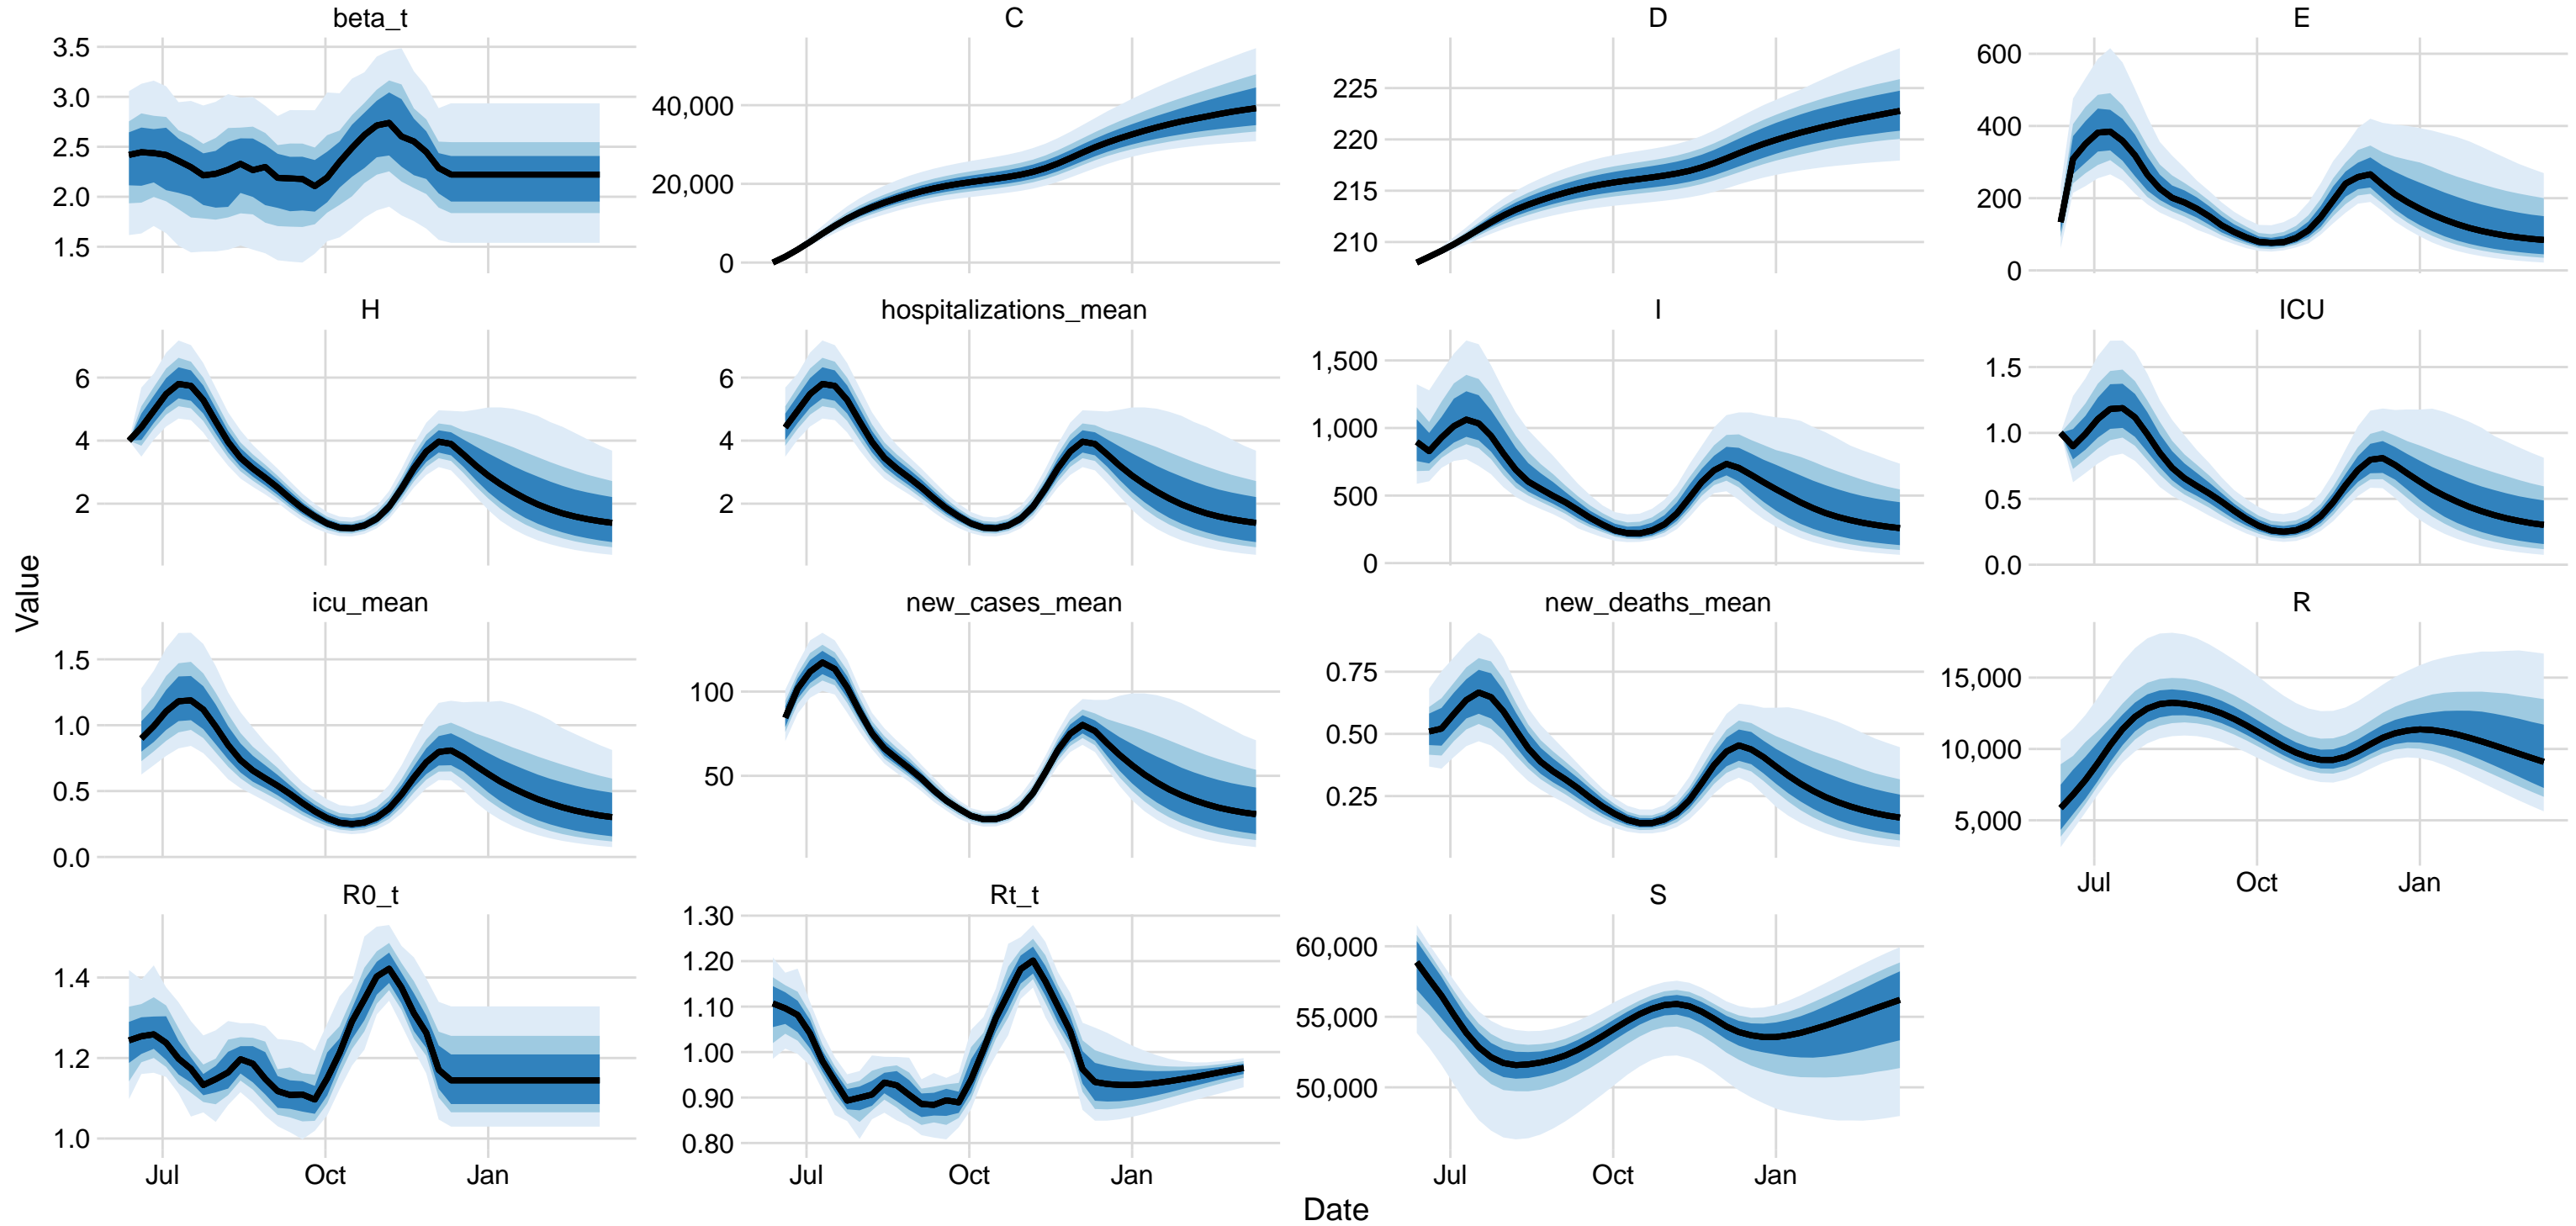 beta_t
C
D
E
3.5
3.0
2.5
2.0
1.5
40,000
20,000
0
225
220
215
210
600
400
200
0
H
hospitalizations_mean
I
ICU
6
4
2
6
4
2
1,500
1,000
500
0
1.5
1.0
0.5
0.0
Value
icu_mean
new_cases_mean
new_deaths_mean
R
1.5
1.0
0.5
0.0
100
50
0.75
0.50
0.25
15,000
10,000
5,000
Jul Oct Jan
R0_t
Rt_t
S
1.4
1.2
1.0
1.30
1.20
1.10
1.00
0.90
0.80
60,000
55,000
50,000
Jul Oct Jan
Jul Oct Jan
Jul Oct Jan
Date